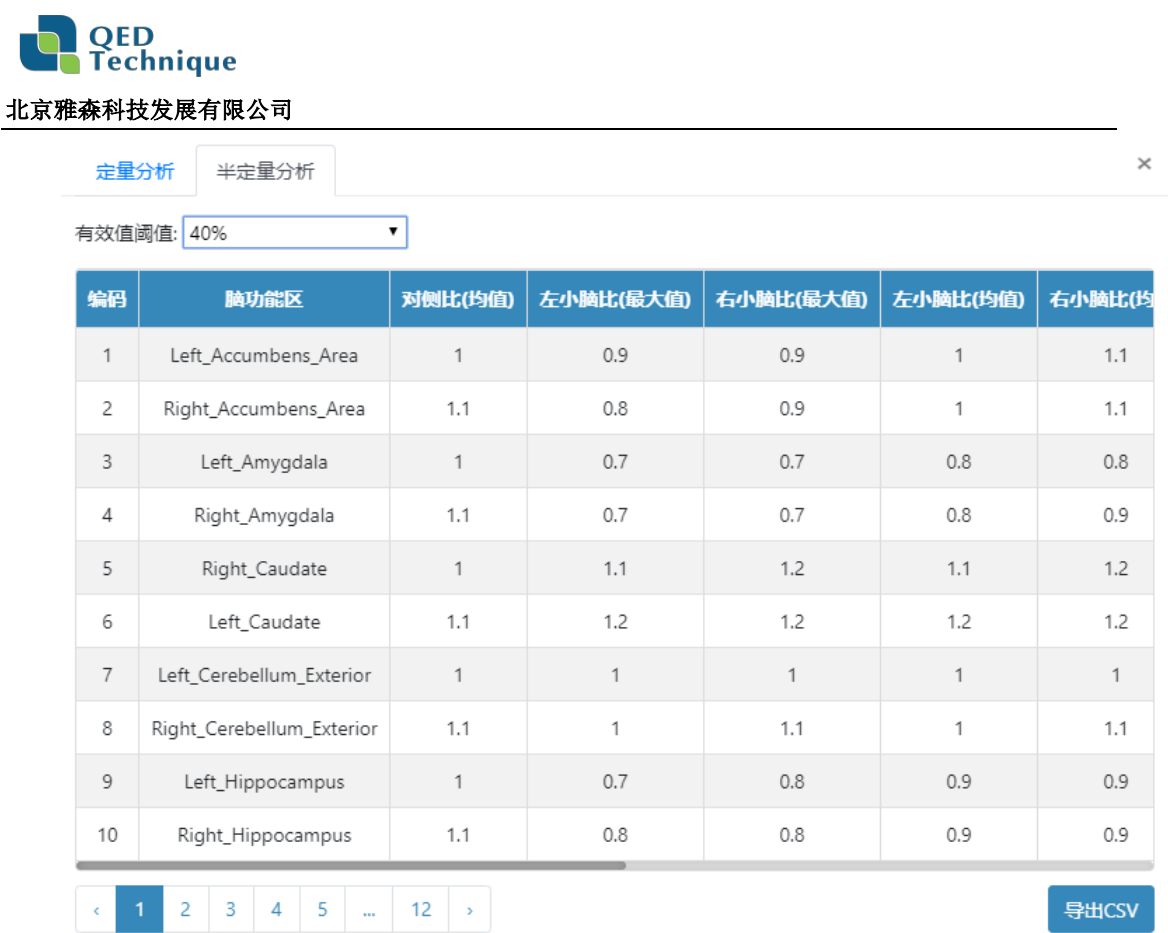 QED
Technique
北京雅森科技发展有限公司
定量分析 半定量分析 ×
有效值阈值: 40% ▼
编码 脑功能区 对侧比(均值) 左小脑比(最大值) 右小脑比(最大值) 左小脑比(均值) 右小脑比(均
1 Left_Accumbens_Area 1 0.9 0.9 1 1.1
2 Right_Accumbens_Area 1.1 0.8 0.9 1 1.1
3 Left_Amygdala 1 0.7 0.7 0.8 0.8
4 Right_Amygdala 1.1 0.7 0.7 0.8 0.9
5 Right_Caudate 1 1.1 1.2 1.1 1.2
6 Left_Caudate 1.1 1.2 1.2 1.2 1.2
7 Left_Cerebellum_Exterior 1 1 1 1 1
8 Right_Cerebellum_Exterior 1.1 1 1.1 1 1.1
9 Left_Hippocampus 1 0.7 0.8 0.9 0.9
10 Right_Hippocampus 1.1 0.8 0.8 0.9 0.9
‹ 1 2 3 4 5 ... 12 › 导出CSV